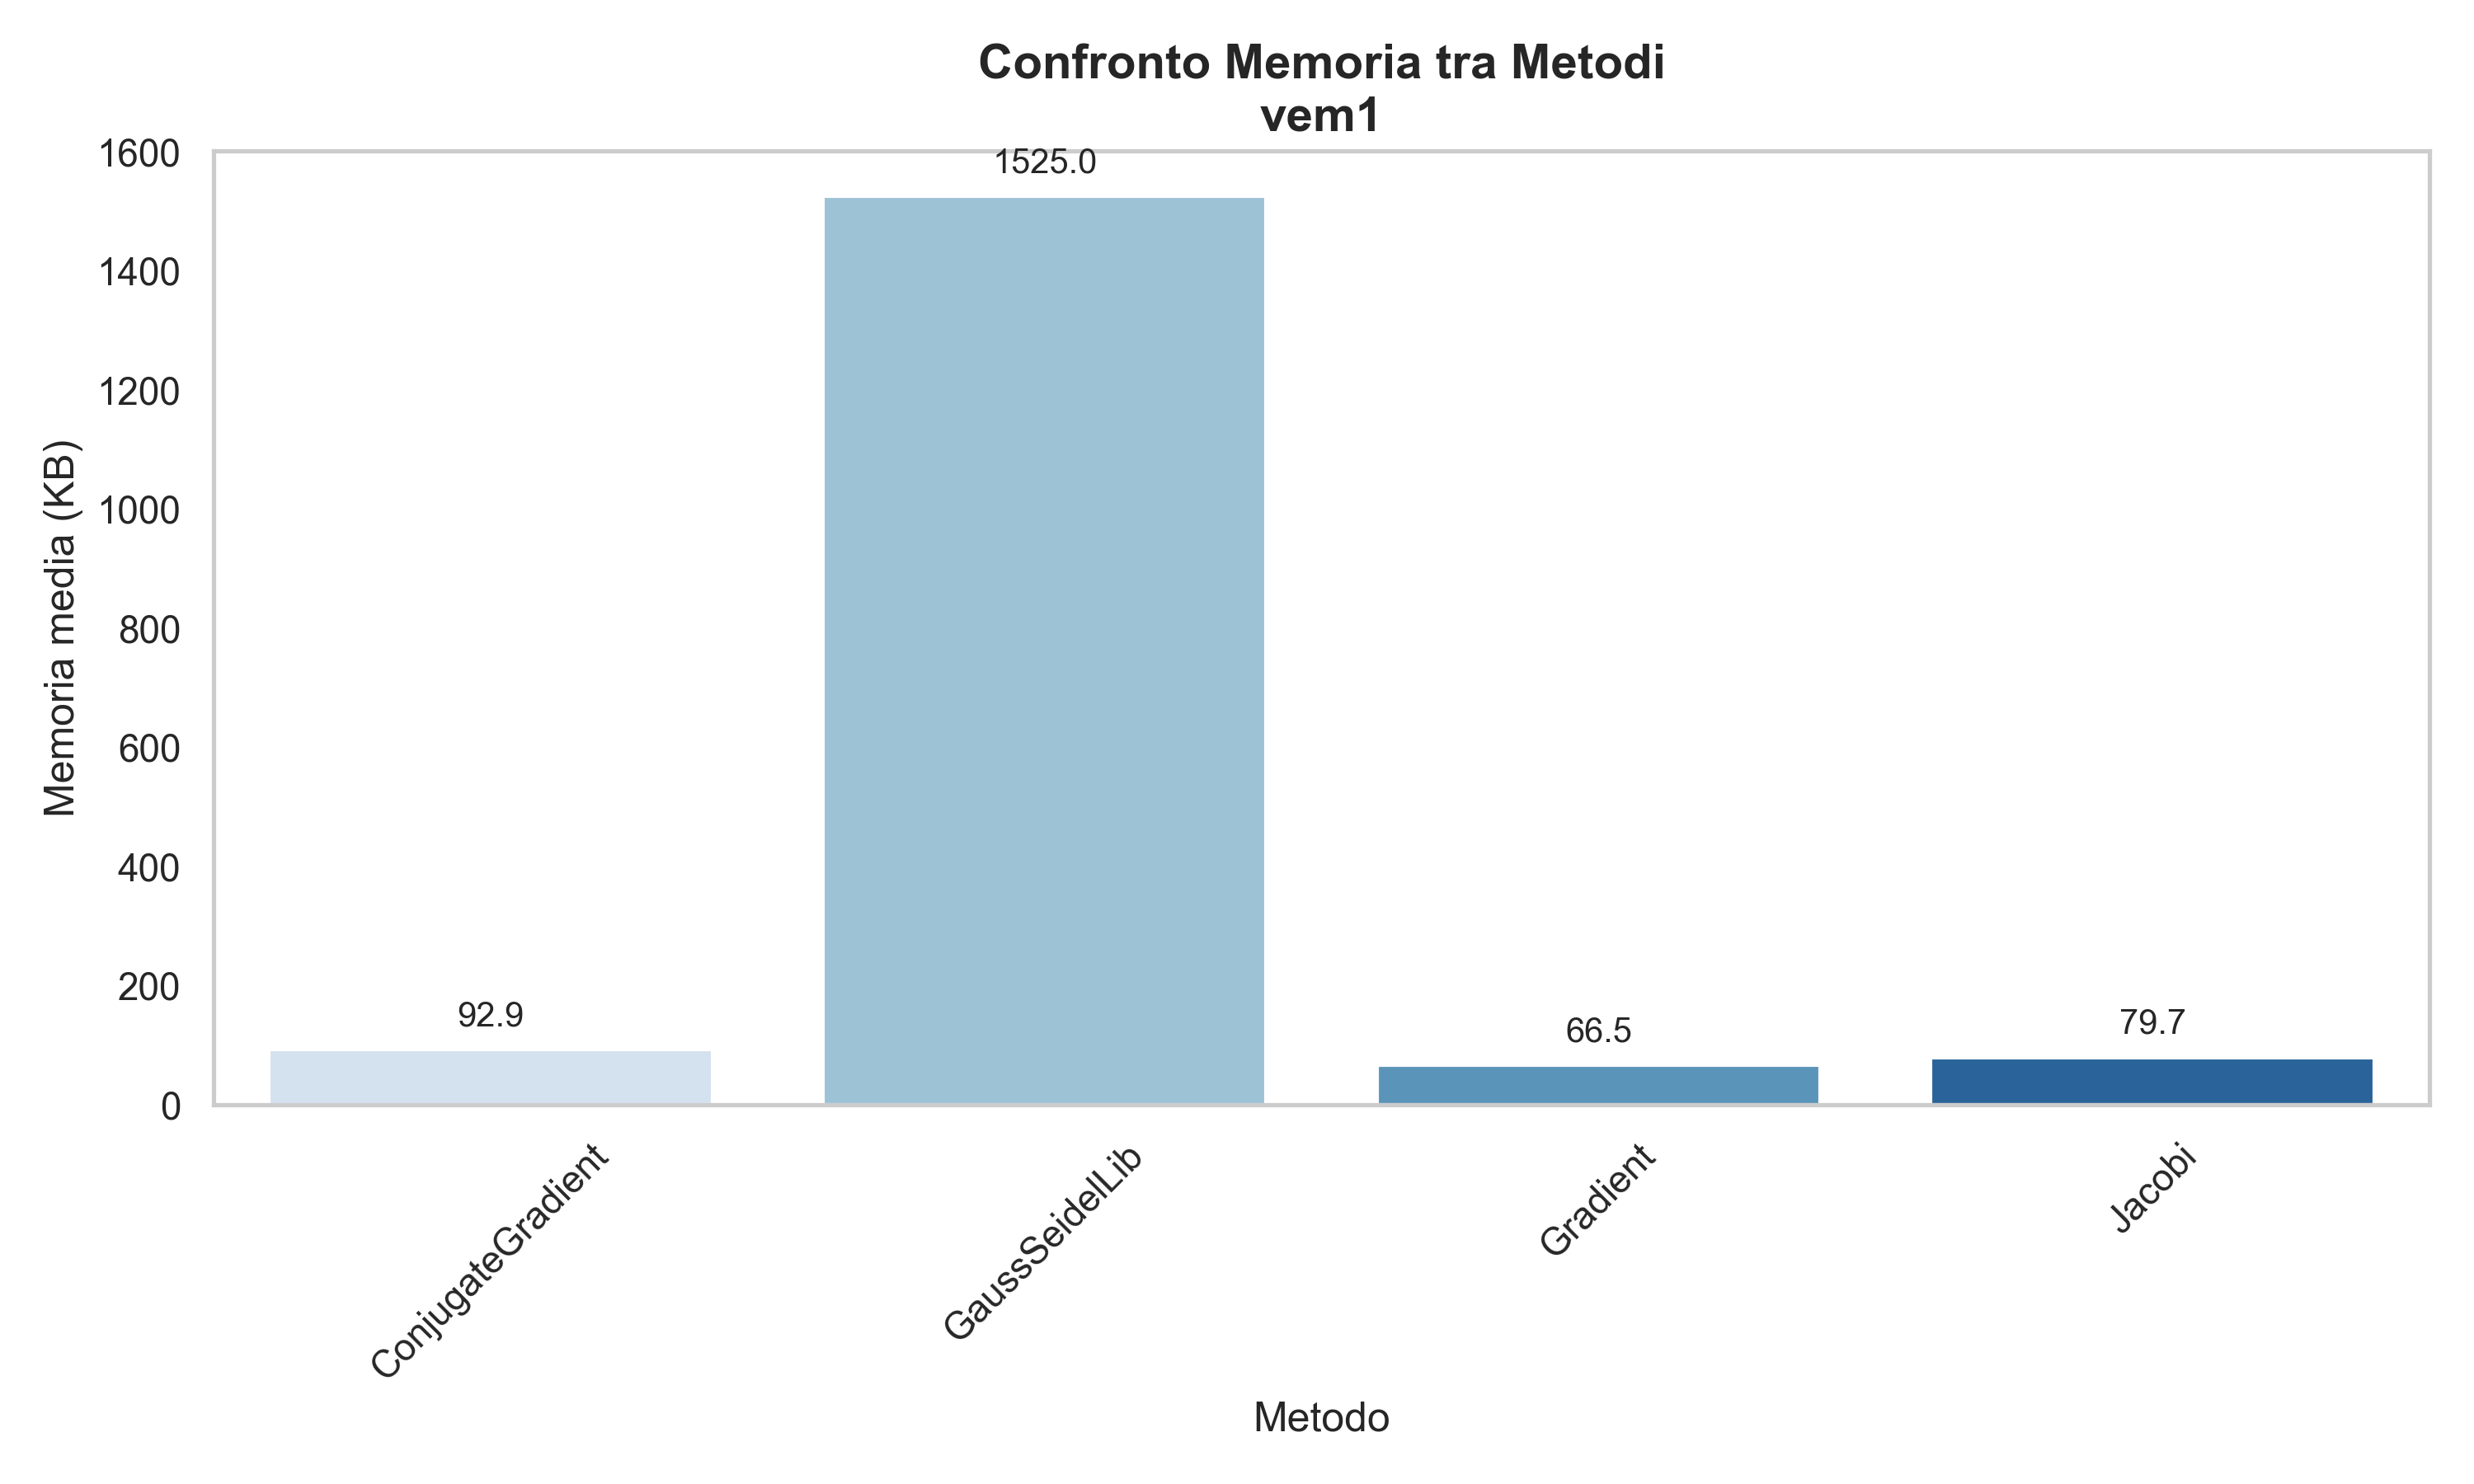 Confronto Memoria tra Metodi
vem1
Memoria media (KB)
1600
1400
1200
1000
800
600
400
200
0
92.9
1525.0
66.5
79.7
ConjugateGradient
GaussSeidelLib
Gradient
Jacobi
Metodo